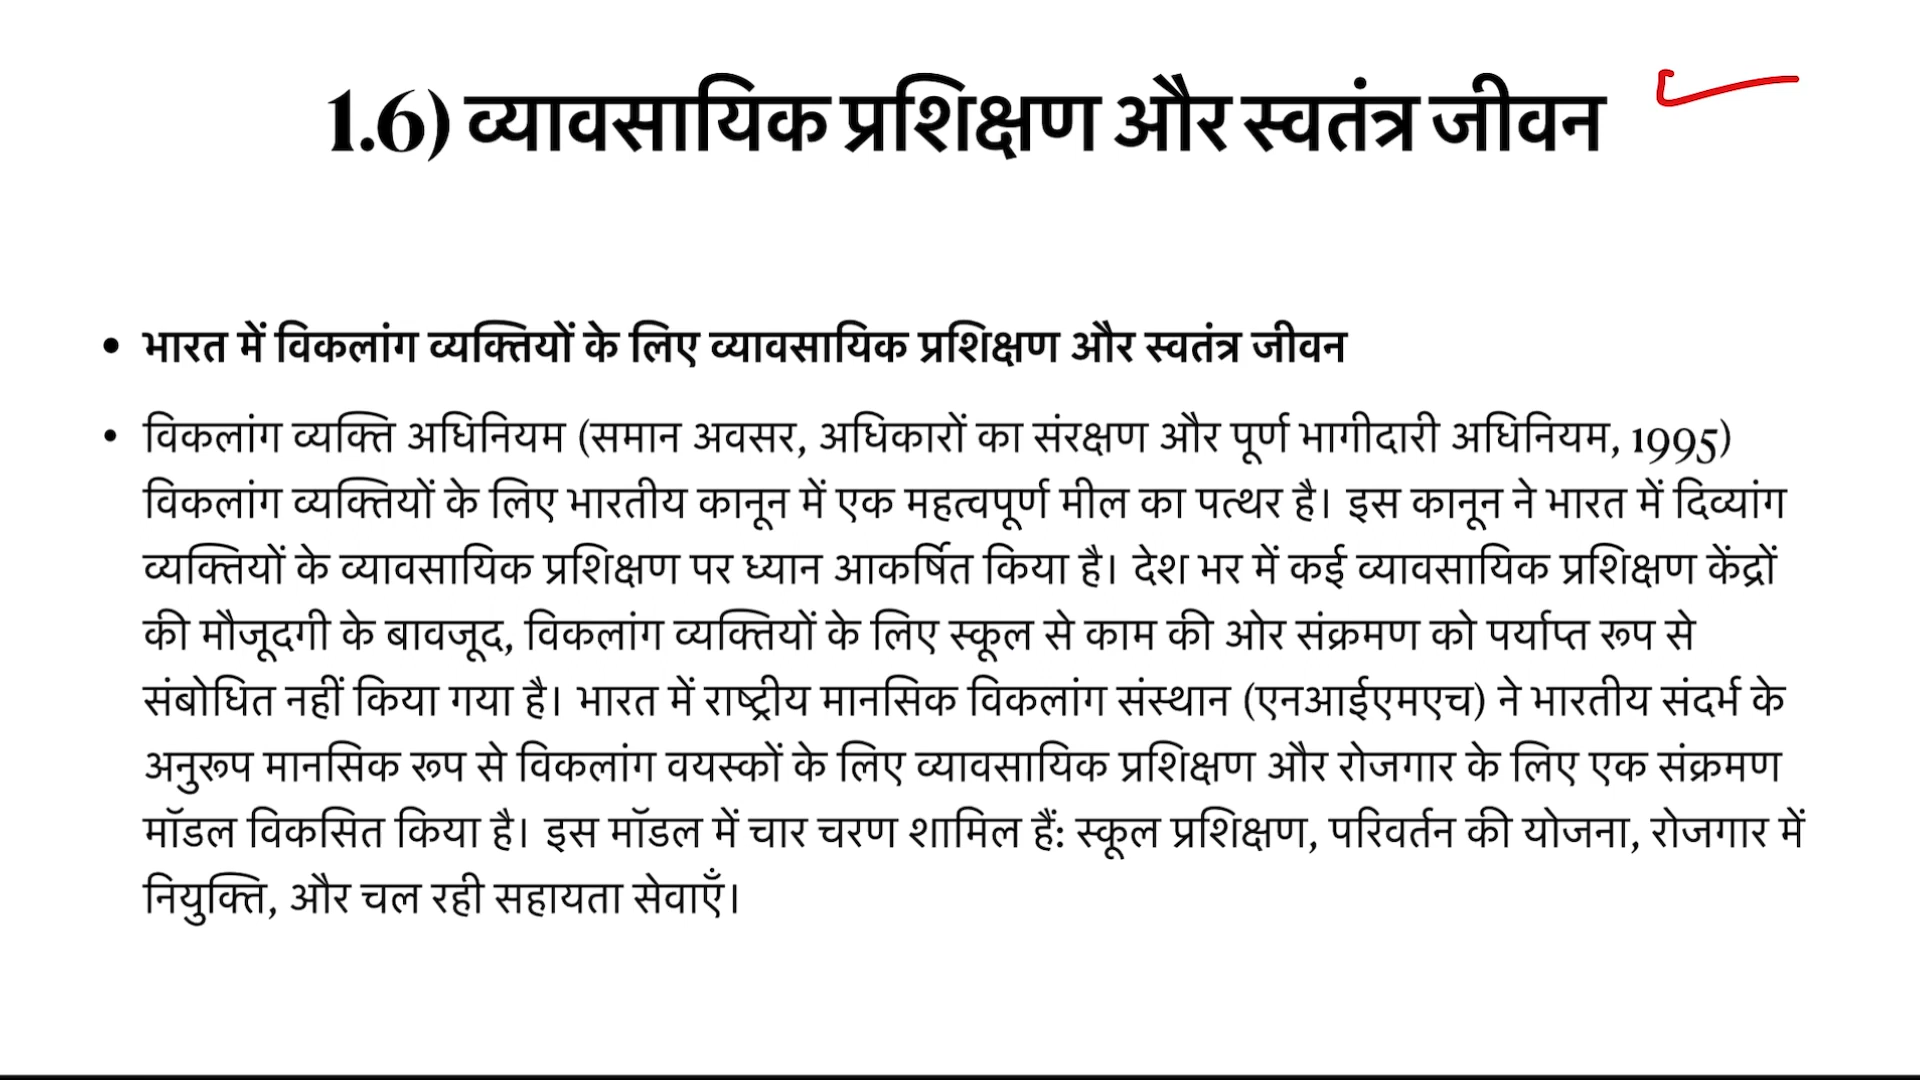 1.6) व्यावसायिक प्रशिक्षण और स्वतंत्र जीवन
• भारत में विकलांग व्यक्तियों के लिए व्यावसायिक प्रशिक्षण और स्वतंत्र जीवन
• विकलांग व्यक्ति अधिनियम (समान अवसर, अधिकारों का संरक्षण और पूर्ण भागीदारी अधिनियम, 1995)
विकलांग व्यक्तियों के लिए भारतीय कानून में एक महत्वपूर्ण मील का पत्थर है। इस कानून ने भारत में दिव्यांग
व्यक्तियों के व्यावसायिक प्रशिक्षण पर ध्यान आकर्षित किया है। देश भर में कई व्यावसायिक प्रशिक्षण केंद्रों
की मौजूदगी के बावजूद, विकलांग व्यक्तियों के लिए स्कूल से काम की ओर संक्रमण को पर्याप्त रूप से
संबोधित नहीं किया गया है। भारत में राष्ट्रीय मानसिक विकलांग संस्थान (एनआईएमएच) ने भारतीय संदर्भ के
अनुरूप मानसिक रूप से विकलांग वयस्कों के लिए व्यावसायिक प्रशिक्षण और रोजगार के लिए एक संक्रमण
मॉडल विकसित किया है। इस मॉडल में चार चरण शामिल हैं: स्कूल प्रशिक्षण, परिवर्तन की योजना, रोजगार में
नियुक्ति, और चल रही सहायता सेवाएँ।